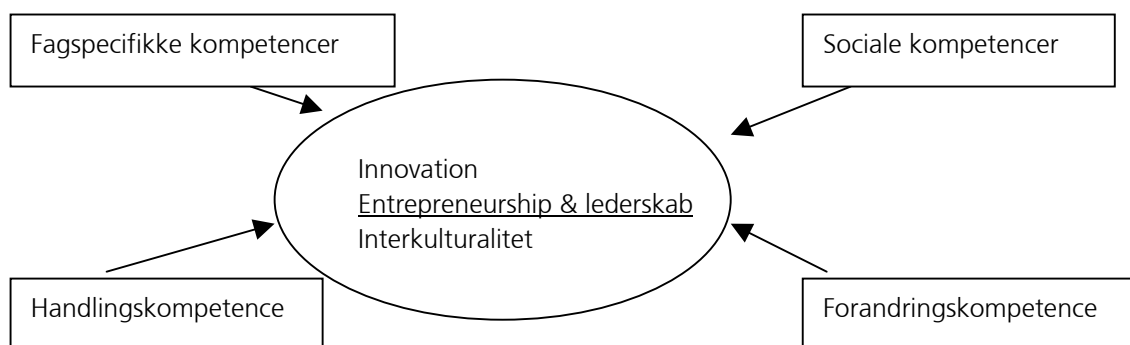 Fagspecifikke kompetencer
Sociale kompetencer
Innovation
Entrepreneurship & lederskab
Interkulturalitet
Handlingskompetence
Forandringskompetence